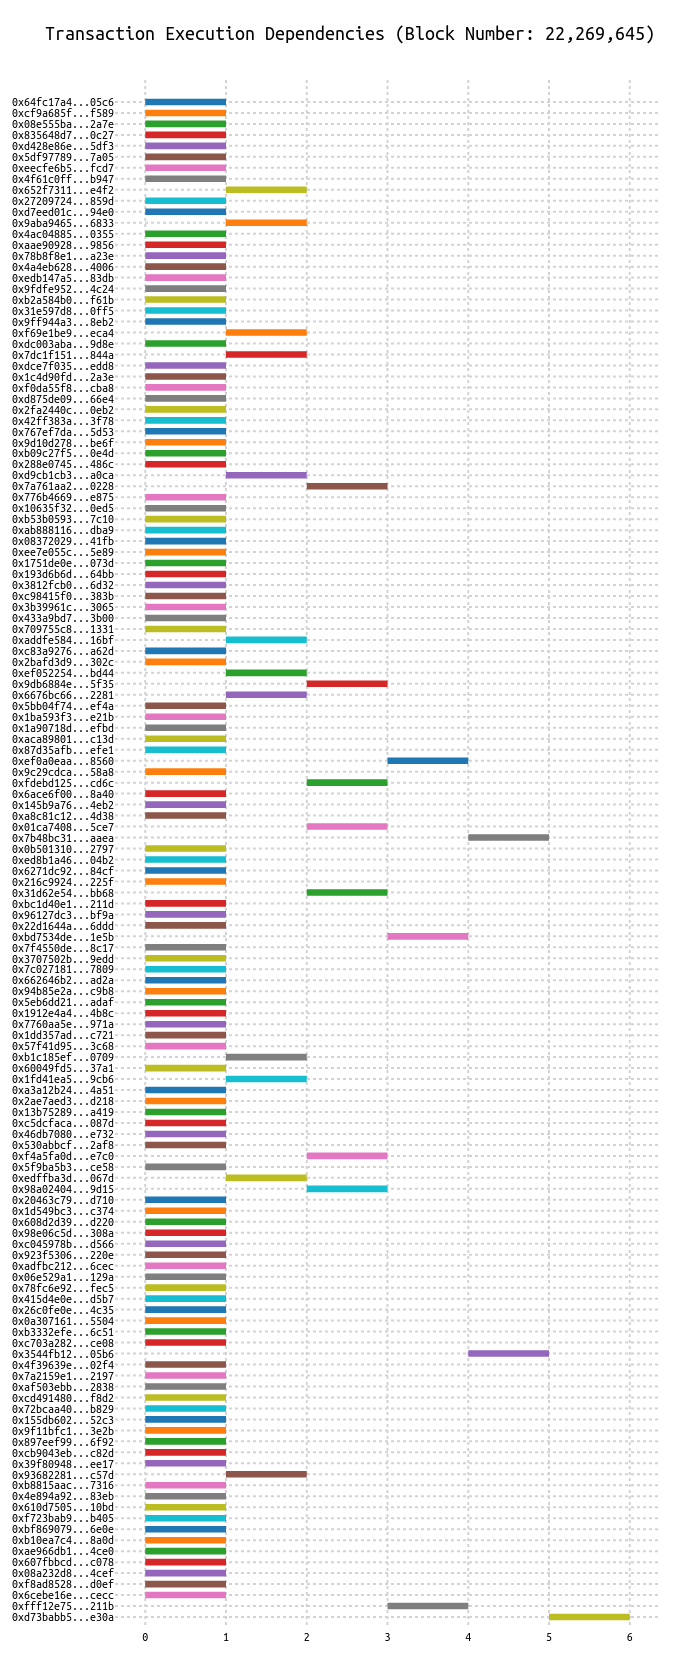 Transaction Execution Dependencies (Block Number: 22,269,645)
0x64fc17a4...05c6
0xcf9a685f...f589
0x08e555ba...2a7e
0x835648d7...0c27
0xd428e86e...5df3
0x5df97789...7a05
0xeecfe6b5...fcd7
0x4f61c0ff...b947
0x652f7311...e4f2
0x27209724...859d
0xd7eed01c...94e0
0x9aba9465...6833
0x4ac04885...0355
0xaae90928...9856
0x78b8f8e1...a23e
0x4a4eb628...4006
0xedb147a5...83db
0x9fdfe952...4c24
0xb2a584b0...f61b
0x31e597d8...0ff5
0x9ff944a3...8eb2
0xf69e1be9...eca4
0xdc003aba...9d8e
0x7dc1f151...844a
0xdce7f035...edd8
0x1c4d90fd...2a3e
0xf0da55f8...cba8
0xd875de09...66e4
0x2fa2440c...0eb2
0x42ff383a...3f78
0x767ef7da...5d53
0x9d10d278...be6f
0xb09c27f5...0e4d
0x288e0745...486c
0xd9cb1cb3...a0ca
0x7a761aa2...0228
0x776b4669...e875
0x10635f32...0ed5
0xb53b0593...7c10
0xab888116...dba9
0x08372029...41fb
0xee7e055c...5e89
0x1751de0e...073d
0x193d6b6d...64bb
0x3812fcb0...6d32
0xc98415f0...383b
0x3b39961c...3065
0x433a9bd7...3b00
0x709755c8...1331
0xaddfe584...16bf
0xc83a9276...a62d
0x2bafd3d9...302c
0xef052254...bd44
0x9db6884e...5f35
0x6676bc66...2281
0x5bb04f74...ef4a
0x1ba593f3...e21b
0x1a90718d...efbd
0xaca89801...c13d
0x87d35afb...efe1
0xef0a0eaa...8560
0x9c29cdca...58a8
0xfdebd125...cd6c
0x6ace6f00...8a40
0x145b9a76...4eb2
0xa8c81c12...4d38
0x01ca7408...5ce7
0x7b48bc31...aaea
0x0b501310...2797
0xed8b1a46...04b2
0x6271dc92...84cf
0x216c9924...225f
0x31d62e54...bb68
0xbc1d40e1...211d
0x96127dc3...bf9a
0x22d1644a...6ddd
0xbd7534de...1e5b
0x7f4550de...8c17
0x3707502b...9edd
0x7c027181...7809
0x662646b2...ad2a
0x94b85e2a...c9b8
0x5eb6dd21...adaf
0x1912e4a4...4b8c
0x7760aa5e...971a
0x1dd357ad...c721
0x57f41d95...3c68
0xb1c185ef...0709
0x60049fd5...37a1
0x1fd41ea5...9cb6
0xa3a12b24...4a51
0x2ae7aed3...d218
0x13b75289...a419
0xc5dcfaca...087d
0x46db7080...e732
0x530abbcf...2af8
0xf4a5fa0d...e7c0
0x5f9ba5b3...ce58
0xedffba3d...067d
0x98a02404...9d15
0x20463c79...d710
0x1d549bc3...c374
0x608d2d39...d220
0x98e06c5d...308a
0xc045978b...d566
0x923f5306...220e
0xadfbc212...6cec
0x06e529a1...129a
0x78fc6e92...fec5
0x415d4e0e...d5b7
0x26c0fe0e...4c35
0x0a307161...5504
0xb3332efe...6c51
0xc703a282...ce08
0x3544fb12...05b6
0x4f39639e...02f4
0x7a2159e1...2197
0xaf503ebb...2838
0xcd491480...f8d2
0x72bcaa40...b829
0x155db602...52c3
0x9f11bfc1...3e2b
0x897eef99...6f92
0xcb9043eb...c82d
0x39f80948...ee17
0x93682281...c57d
0xb8815aac...7316
0x4e894a92...83eb
0x610d7505...10bd
0xf723bab9...b405
0xbf869079...6e0e
0xb10ea7c4...8a0d
0xae966db1...4ce0
0x607fbbcd...c078
0x08a232d8...4cef
0xf8ad8528...d0ef
0x6cebe16e...cecc
0xfff12e75...211b
0xd73babb5...e30a
0 1 2 3 4 5 6